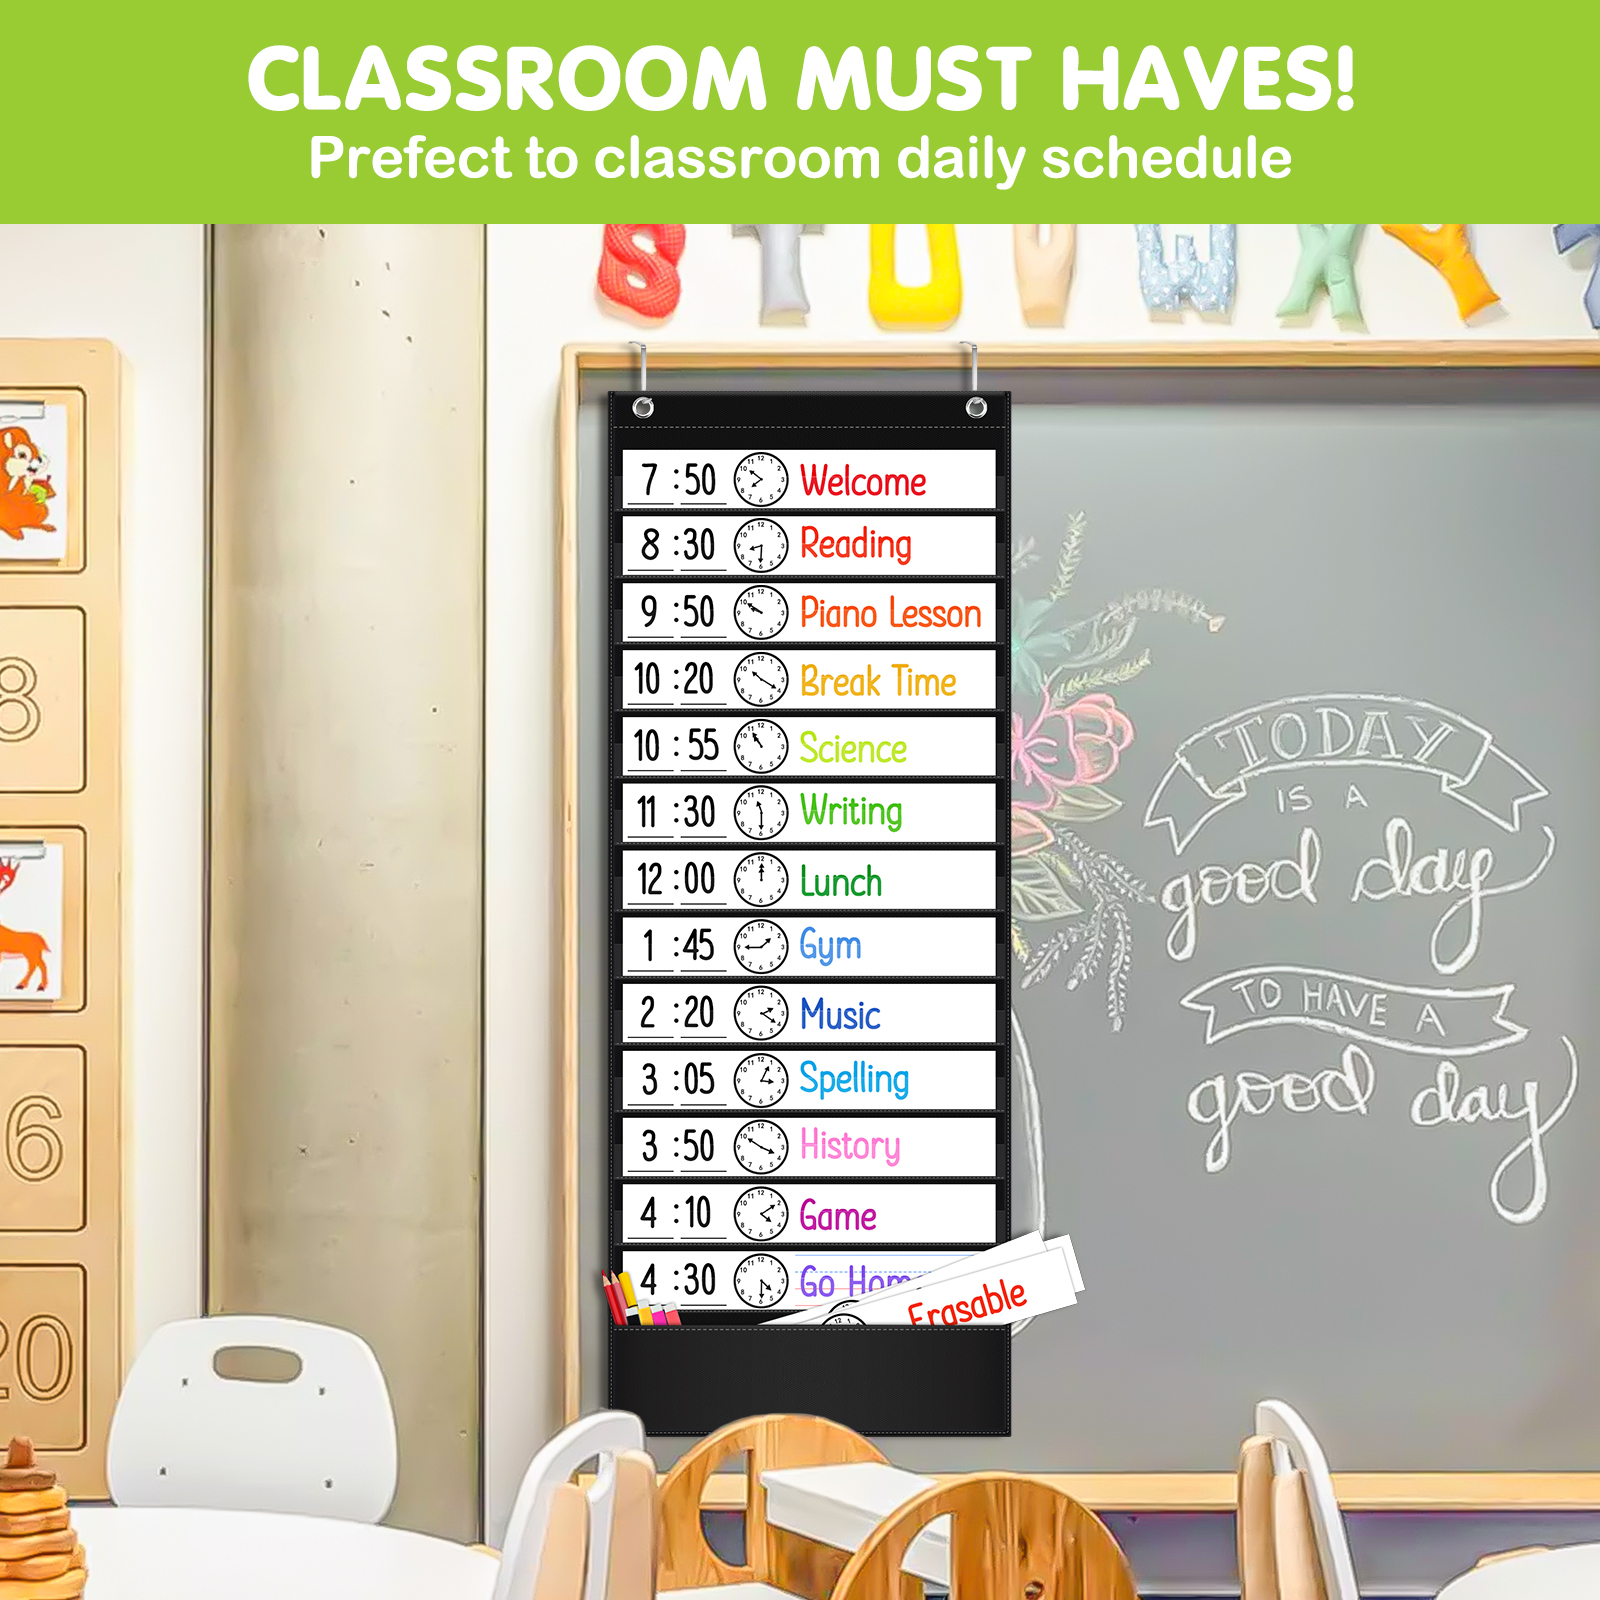 CLASSROOM MUST HAVES!
Prefect to classroom daily schedule
S T O U W X Y
7 :50 Welcome
8 :30 Reading
9 :50 Piano Lesson
10 :20 Break Time
10 :55 Science
11 :30 Writing
12 :00 Lunch
1 :45 Gym
2 :20 Music
3 :05 Spelling
3 :50 History
4 :10 Game
4 :30 Go Home
Erasable
8
6
20
TODAY
IS A
good day
TO HAVE A
good day